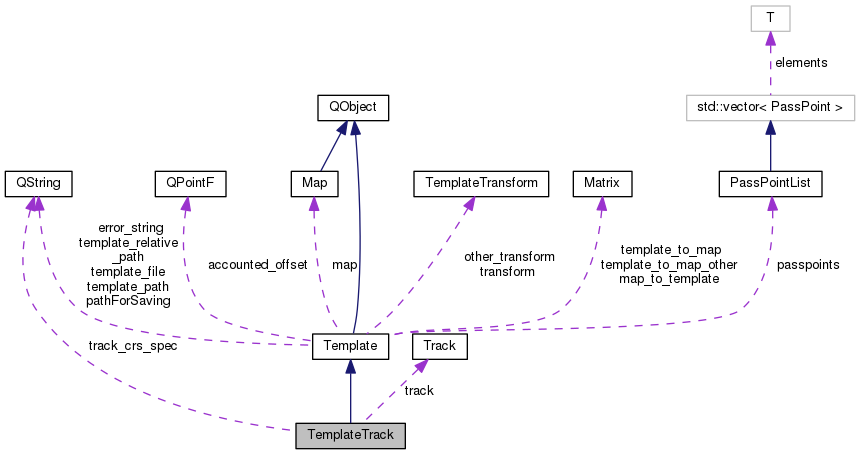 T
elements
QObject
std::vector< PassPoint >
QString
QPointF
Map
TemplateTransform
Matrix
PassPointList
error_string
template_relative
_path
template_file
template_path
pathForSaving
accounted_offset
map
other_transform
transform
template_to_map
template_to_map_other
map_to_template
passpoints
track_crs_spec
Template
Track
track
TemplateTrack